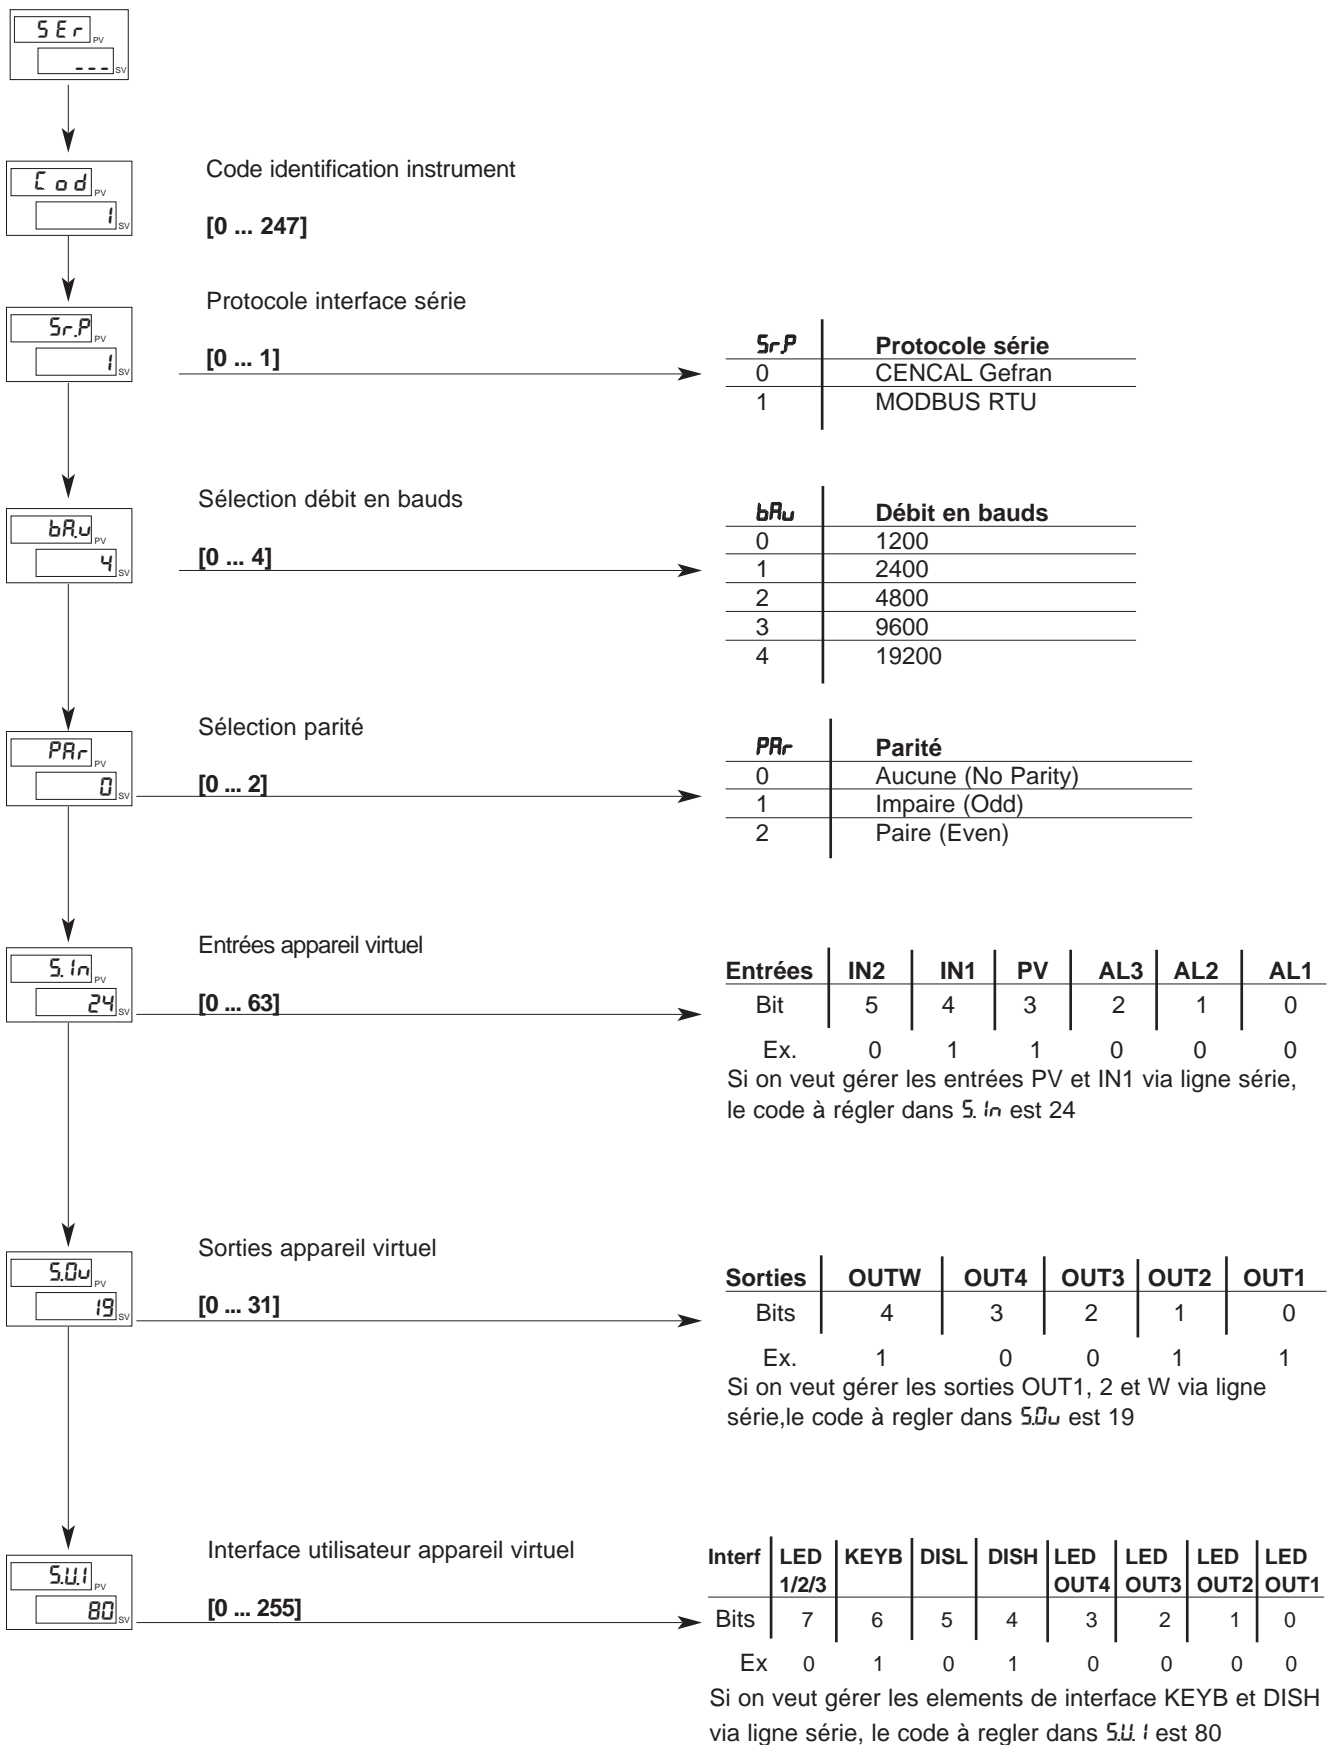 SEr PV
--- SV
Cod PV
1 SV
Code identification instrument
[0 ... 247]
Sr.P PV
1 SV
Protocole interface série
[0 ... 1]
Sr.P Protocole série
0 CENCAL Gefran
1 MODBUS RTU
bA.u PV
4 SV
Sélection débit en bauds
[0 ... 4]
bAu Débit en bauds
0 1200
1 2400
2 4800
3 9600
4 19200
PAr PV
0 SV
Sélection parité
[0 ... 2]
PAr Parité
0 Aucune (No Parity)
1 Impaire (Odd)
2 Paire (Even)
S.In PV
24 SV
Entrées appareil virtuel
[0 ... 63]
Entrées IN2 IN1 PV AL3 AL2 AL1
Bit 5 4 3 2 1 0
Ex. 0 1 1 0 0 0
Si on veut gérer les entrées PV et IN1 via ligne série,
le code à régler dans S.In est 24
S.Ou PV
19 SV
Sorties appareil virtuel
[0 ... 31]
Sorties OUTW OUT4 OUT3 OUT2 OUT1
Bits 4 3 2 1 0
Ex. 1 0 0 1 1
Si on veut gérer les sorties OUT1, 2 et W via ligne
série,le code à regler dans S.Ou est 19
S.U.I PV
80 SV
Interface utilisateur appareil virtuel
[0 ... 255]
Interf LED KEYB DISL DISH LED LED LED LED
1/2/3 OUT4 OUT3 OUT2 OUT1
Bits 7 6 5 4 3 2 1 0
Ex 0 1 0 1 0 0 0 0
Si on veut gérer les elements de interface KEYB et DISH
via ligne série, le code à regler dans S.U.I est 80